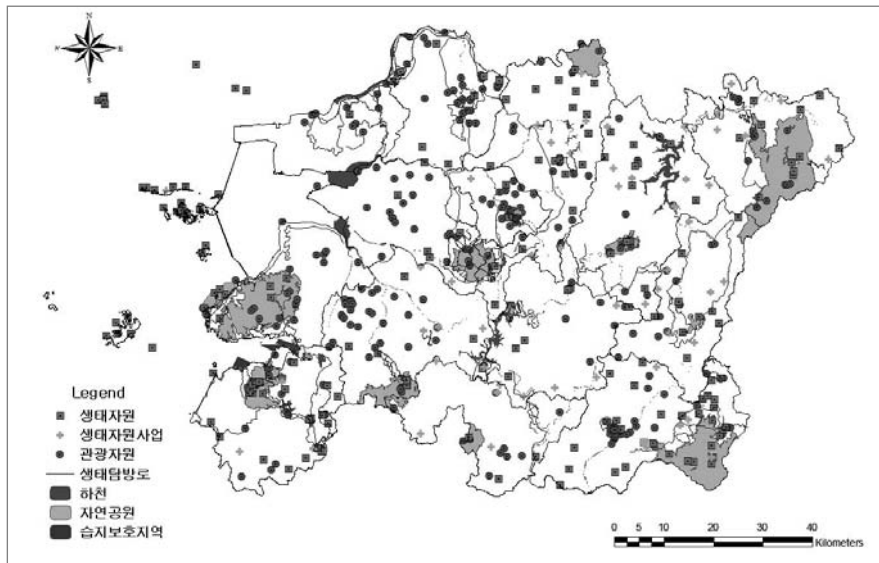 N
W E
S
Legend
생태자원
생태자원사업
관광자원
생태탐방로
하천
자연공원
습지보호지역
0 5 10 20 30 40
Kilometers